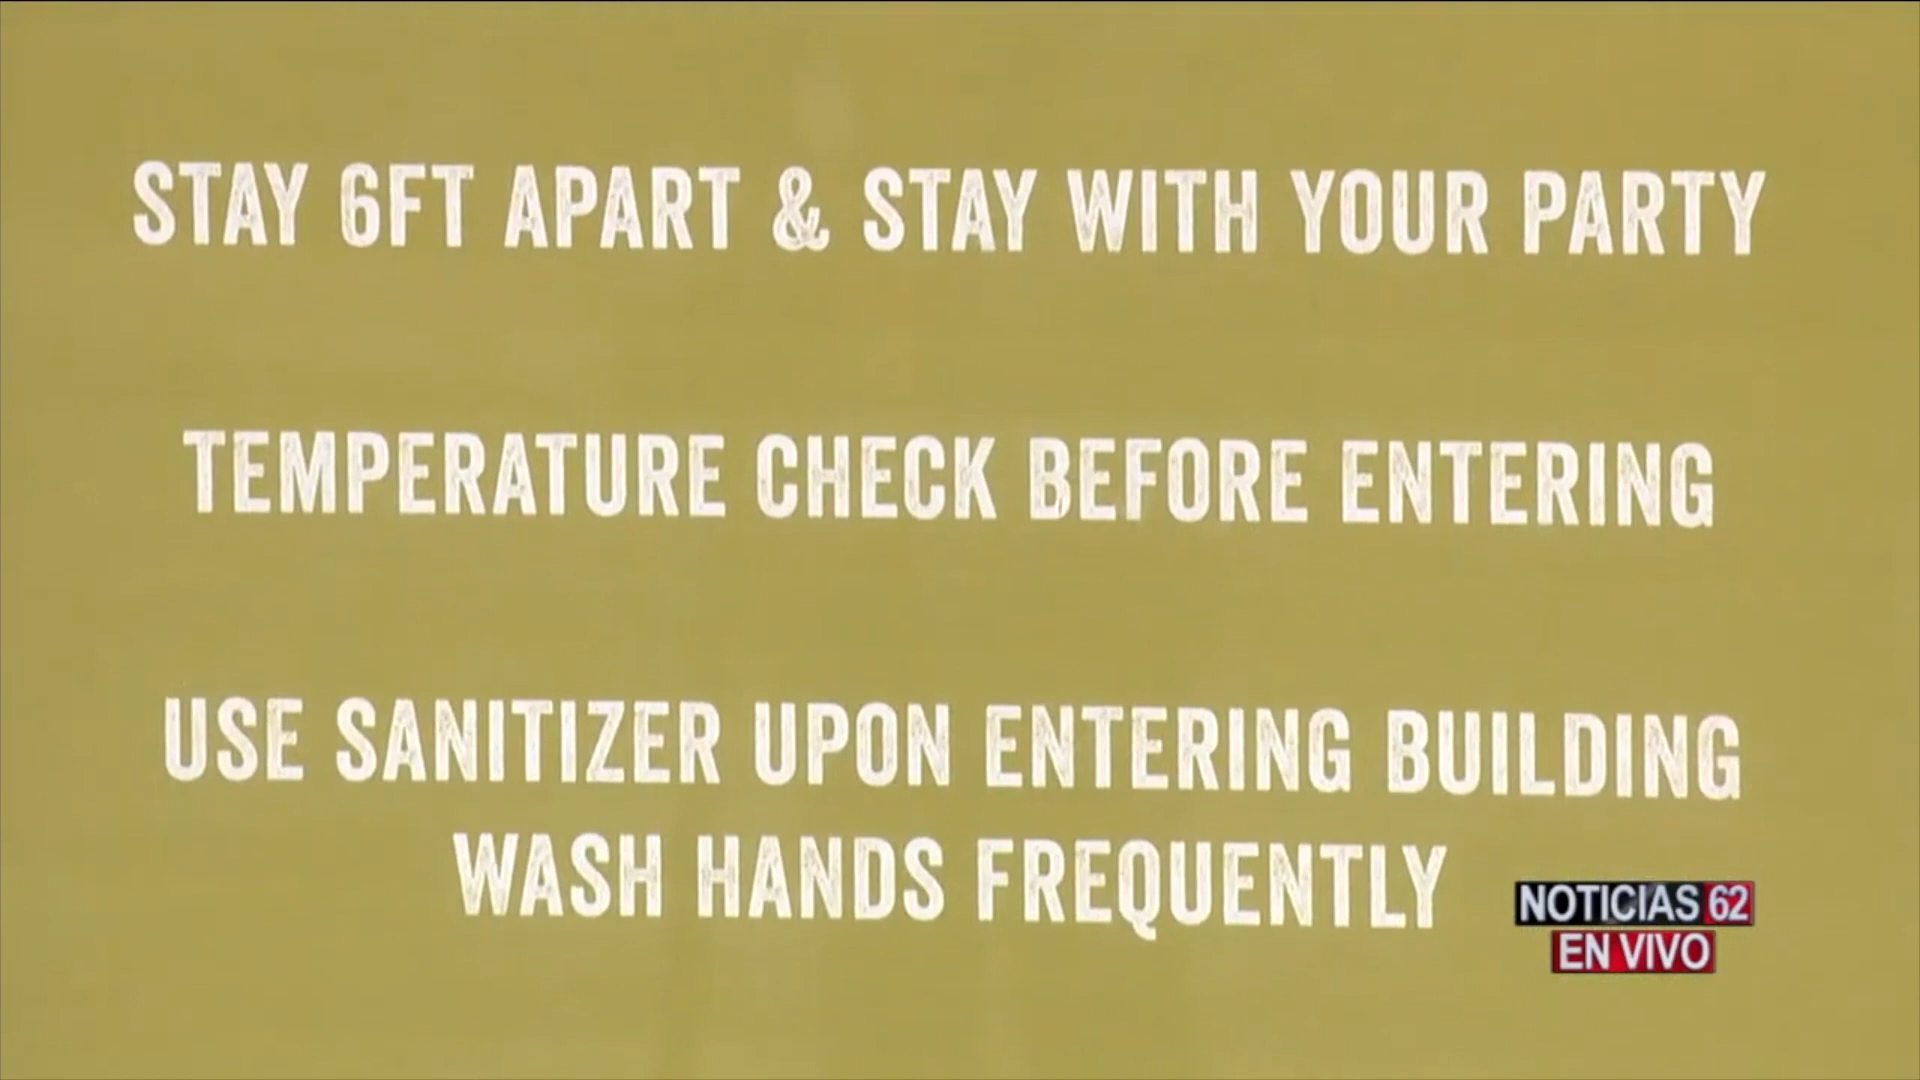 STAY 6FT APART & STAY WITH YOUR PARTY
TEMPERATURE CHECK BEFORE ENTERING
USE SANITIZER UPON ENTERING BUILDING
WASH HANDS FREQUENTLY
NOTICIAS 62
EN VIVO